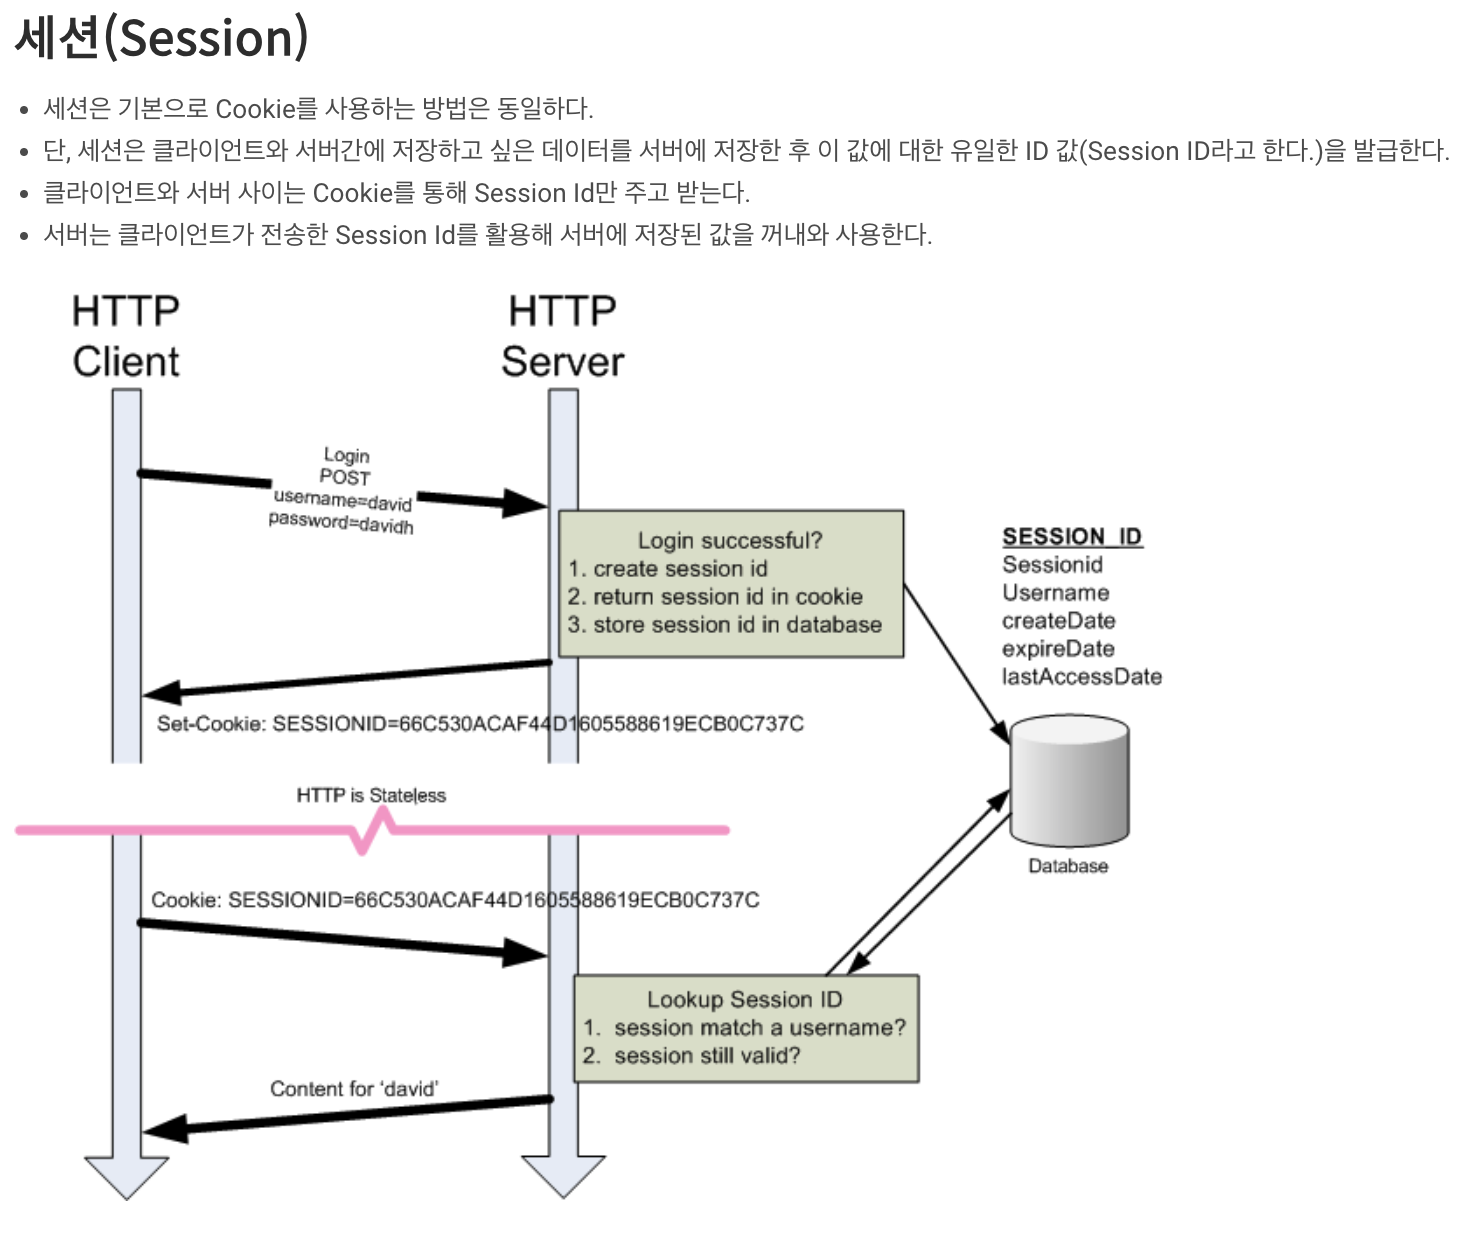 세션(Session)
세션은 기본으로 Cookie를 사용하는 방법은 동일하다.
단, 세션은 클라이언트와 서버간에 저장하고 싶은 데이터를 서버에 저장한 후 이 값에 대한 유일한 ID 값(Session ID라고 한다.)을 발급한다.
클라이언트와 서버 사이는 Cookie를 통해 Session Id만 주고 받는다.
서버는 클라이언트가 전송한 Session Id를 활용해 서버에 저장된 값을 꺼내와 사용한다.
HTTP
Client
HTTP
Server
Login
POST
username=david
password=davidh
Login successful?
1. create session id
2. return session id in cookie
3. store session id in database
SESSION_ID
Sessionid
Username
createDate
expireDate
lastAccessDate
Set-Cookie: SESSIONID=66C530ACAF44D1605588619ECB0C737C
HTTP is Stateless
Database
Cookie: SESSIONID=66C530ACAF44D1605588619ECB0C737C
Lookup Session ID
1. session match a username?
2. session still valid?
Content for ‘david’